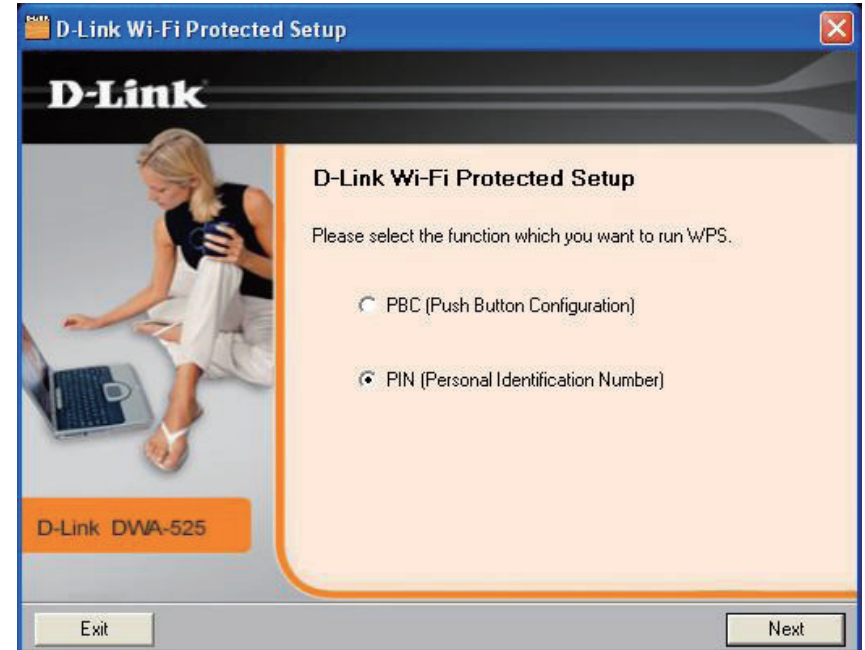 D-Link Wi-Fi Protected Setup
D-Link
D-Link Wi-Fi Protected Setup
Please select the function which you want to run WPS.
PBC (Push Button Configuration)
PIN (Personal Identification Number)
D-Link DWA-525
Exit
Next